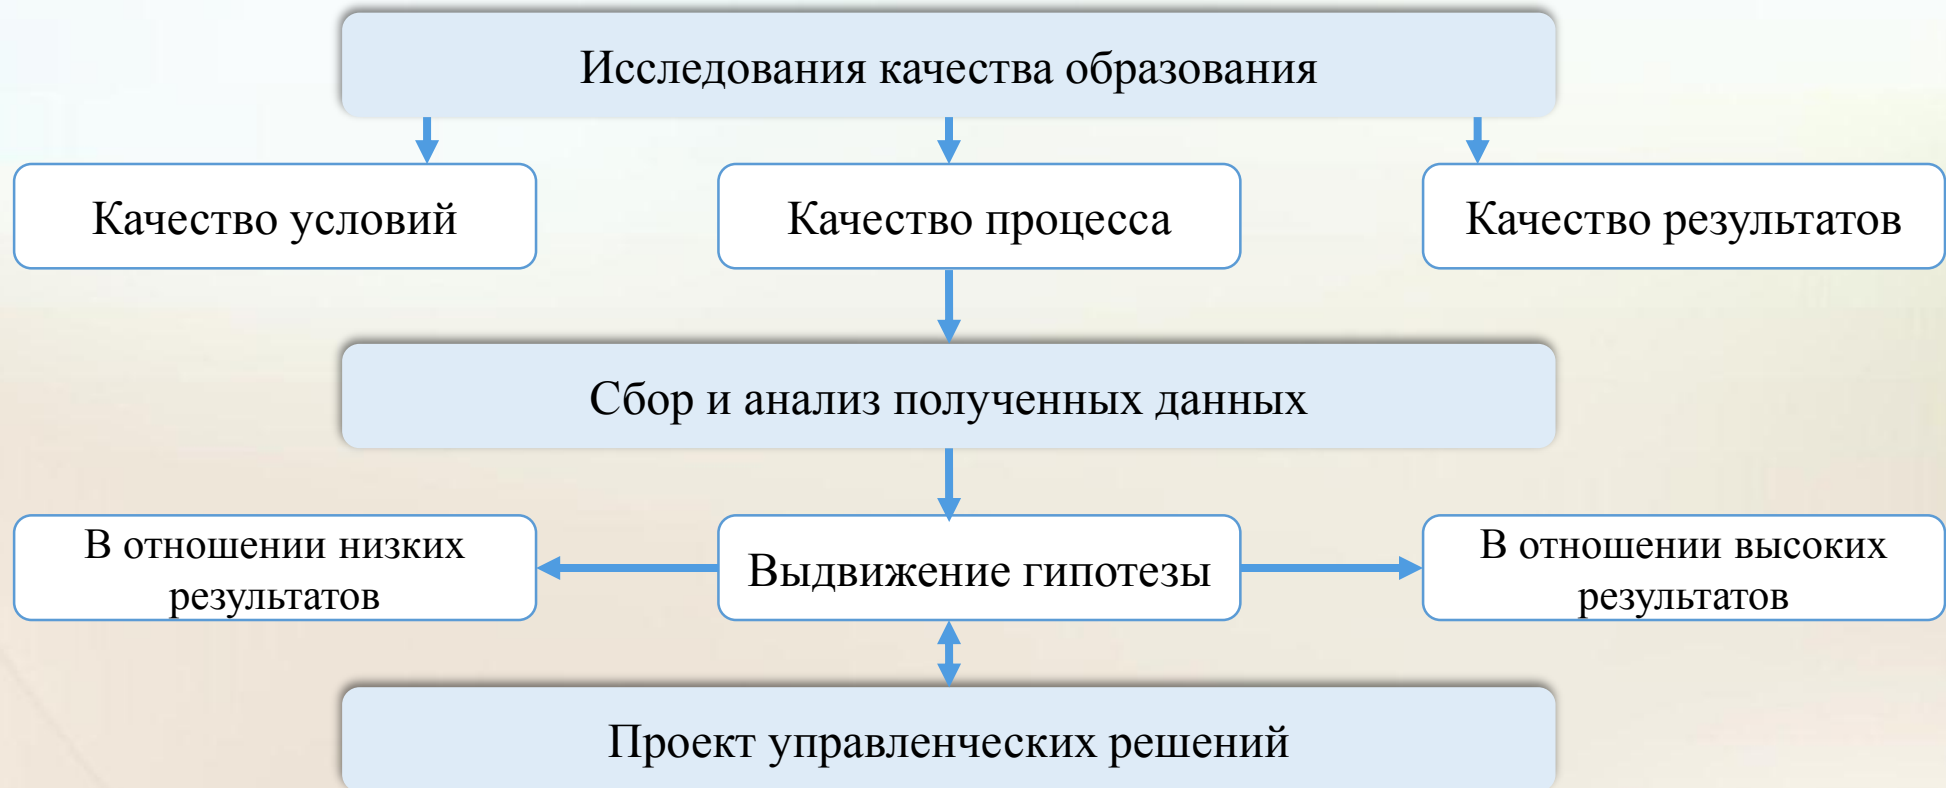 Исследования качества образования
Качество условий
Качество процесса
Качество результатов
Сбор и анализ полученных данных
В отношении низких
результатов
Выдвижение гипотезы
В отношении высоких
результатов
Проект управленческих решений